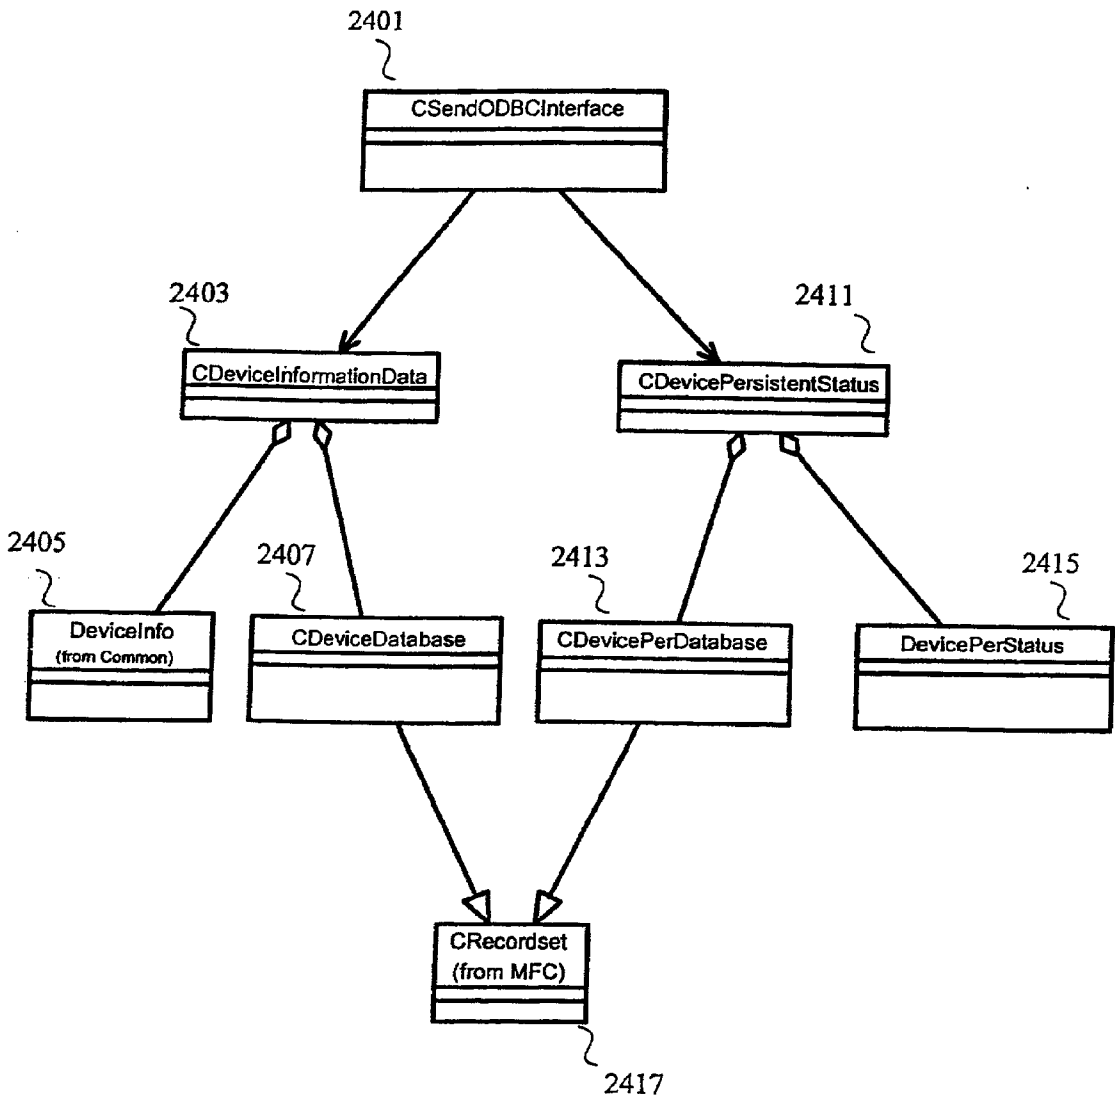 2401
CSendODBCInterface
2403
2411
CDeviceInformationData
CDevicePersistentStatus
2405
2407
2413
2415
DeviceInfo
(from Common)
CDeviceDatabase
CDevicePerDatabase
DevicePerStatus
CRecordset
(from MFC)
2417